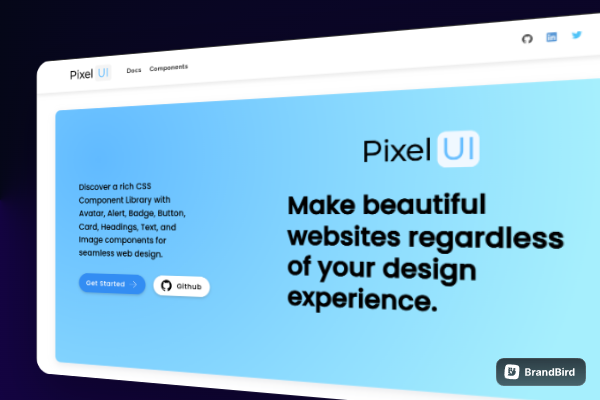 Pixel UI
Docs
Components
Pixel UI
Discover a rich CSS
Component Library with
Avatar, Alert, Badge, Button,
Card, Headings, Text, and
Image components for
seamless web design.
Get Started
Github
Make beautiful
websites regardless
of your design
experience.
BrandBird